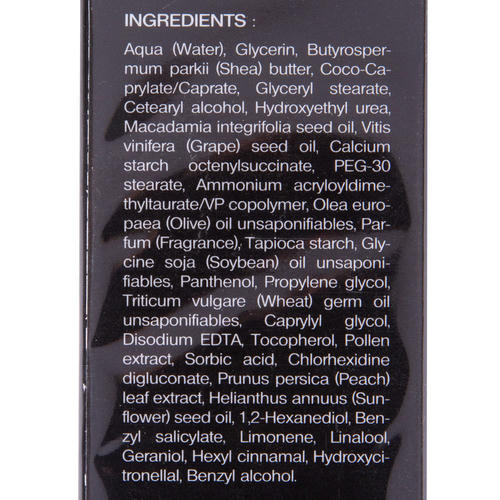 INGREDIENTS :
Aqua (Water), Glycerin, Butyrosper-
mum parkii (Shea) butter, Coco-Ca-
prylate/Caprate, Glyceryl stearate,
Cetearyl alcohol, Hydroxyethyl urea,
Macadamia integrifolia seed oil, Vitis
vinifera (Grape) seed oil, Calcium
starch octenylsuccinate, PEG-30
stearate, Ammonium acryloyldime-
thyltaurate/VP copolymer, Olea euro-
paea (Olive) oil unsaponifiables, Par-
fum (Fragrance), Tapioca starch, Gly-
cine soja (Soybean) oil unsaponi-
fiables, Panthenol, Propylene glycol,
Triticum vulgare (Wheat) germ oil
unsaponifiables, Caprylyl glycol,
Disodium EDTA, Tocopherol, Pollen
extract, Sorbic acid, Chlorhexidine
digluconate, Prunus persica (Peach)
leaf extract, Helianthus annuus (Sun-
flower) seed oil, 1,2-Hexanediol, Ben-
zyl salicylate, Limonene, Linalool,
Geraniol, Hexyl cinnamal, Hydroxyci-
tronellal, Benzyl alcohol.